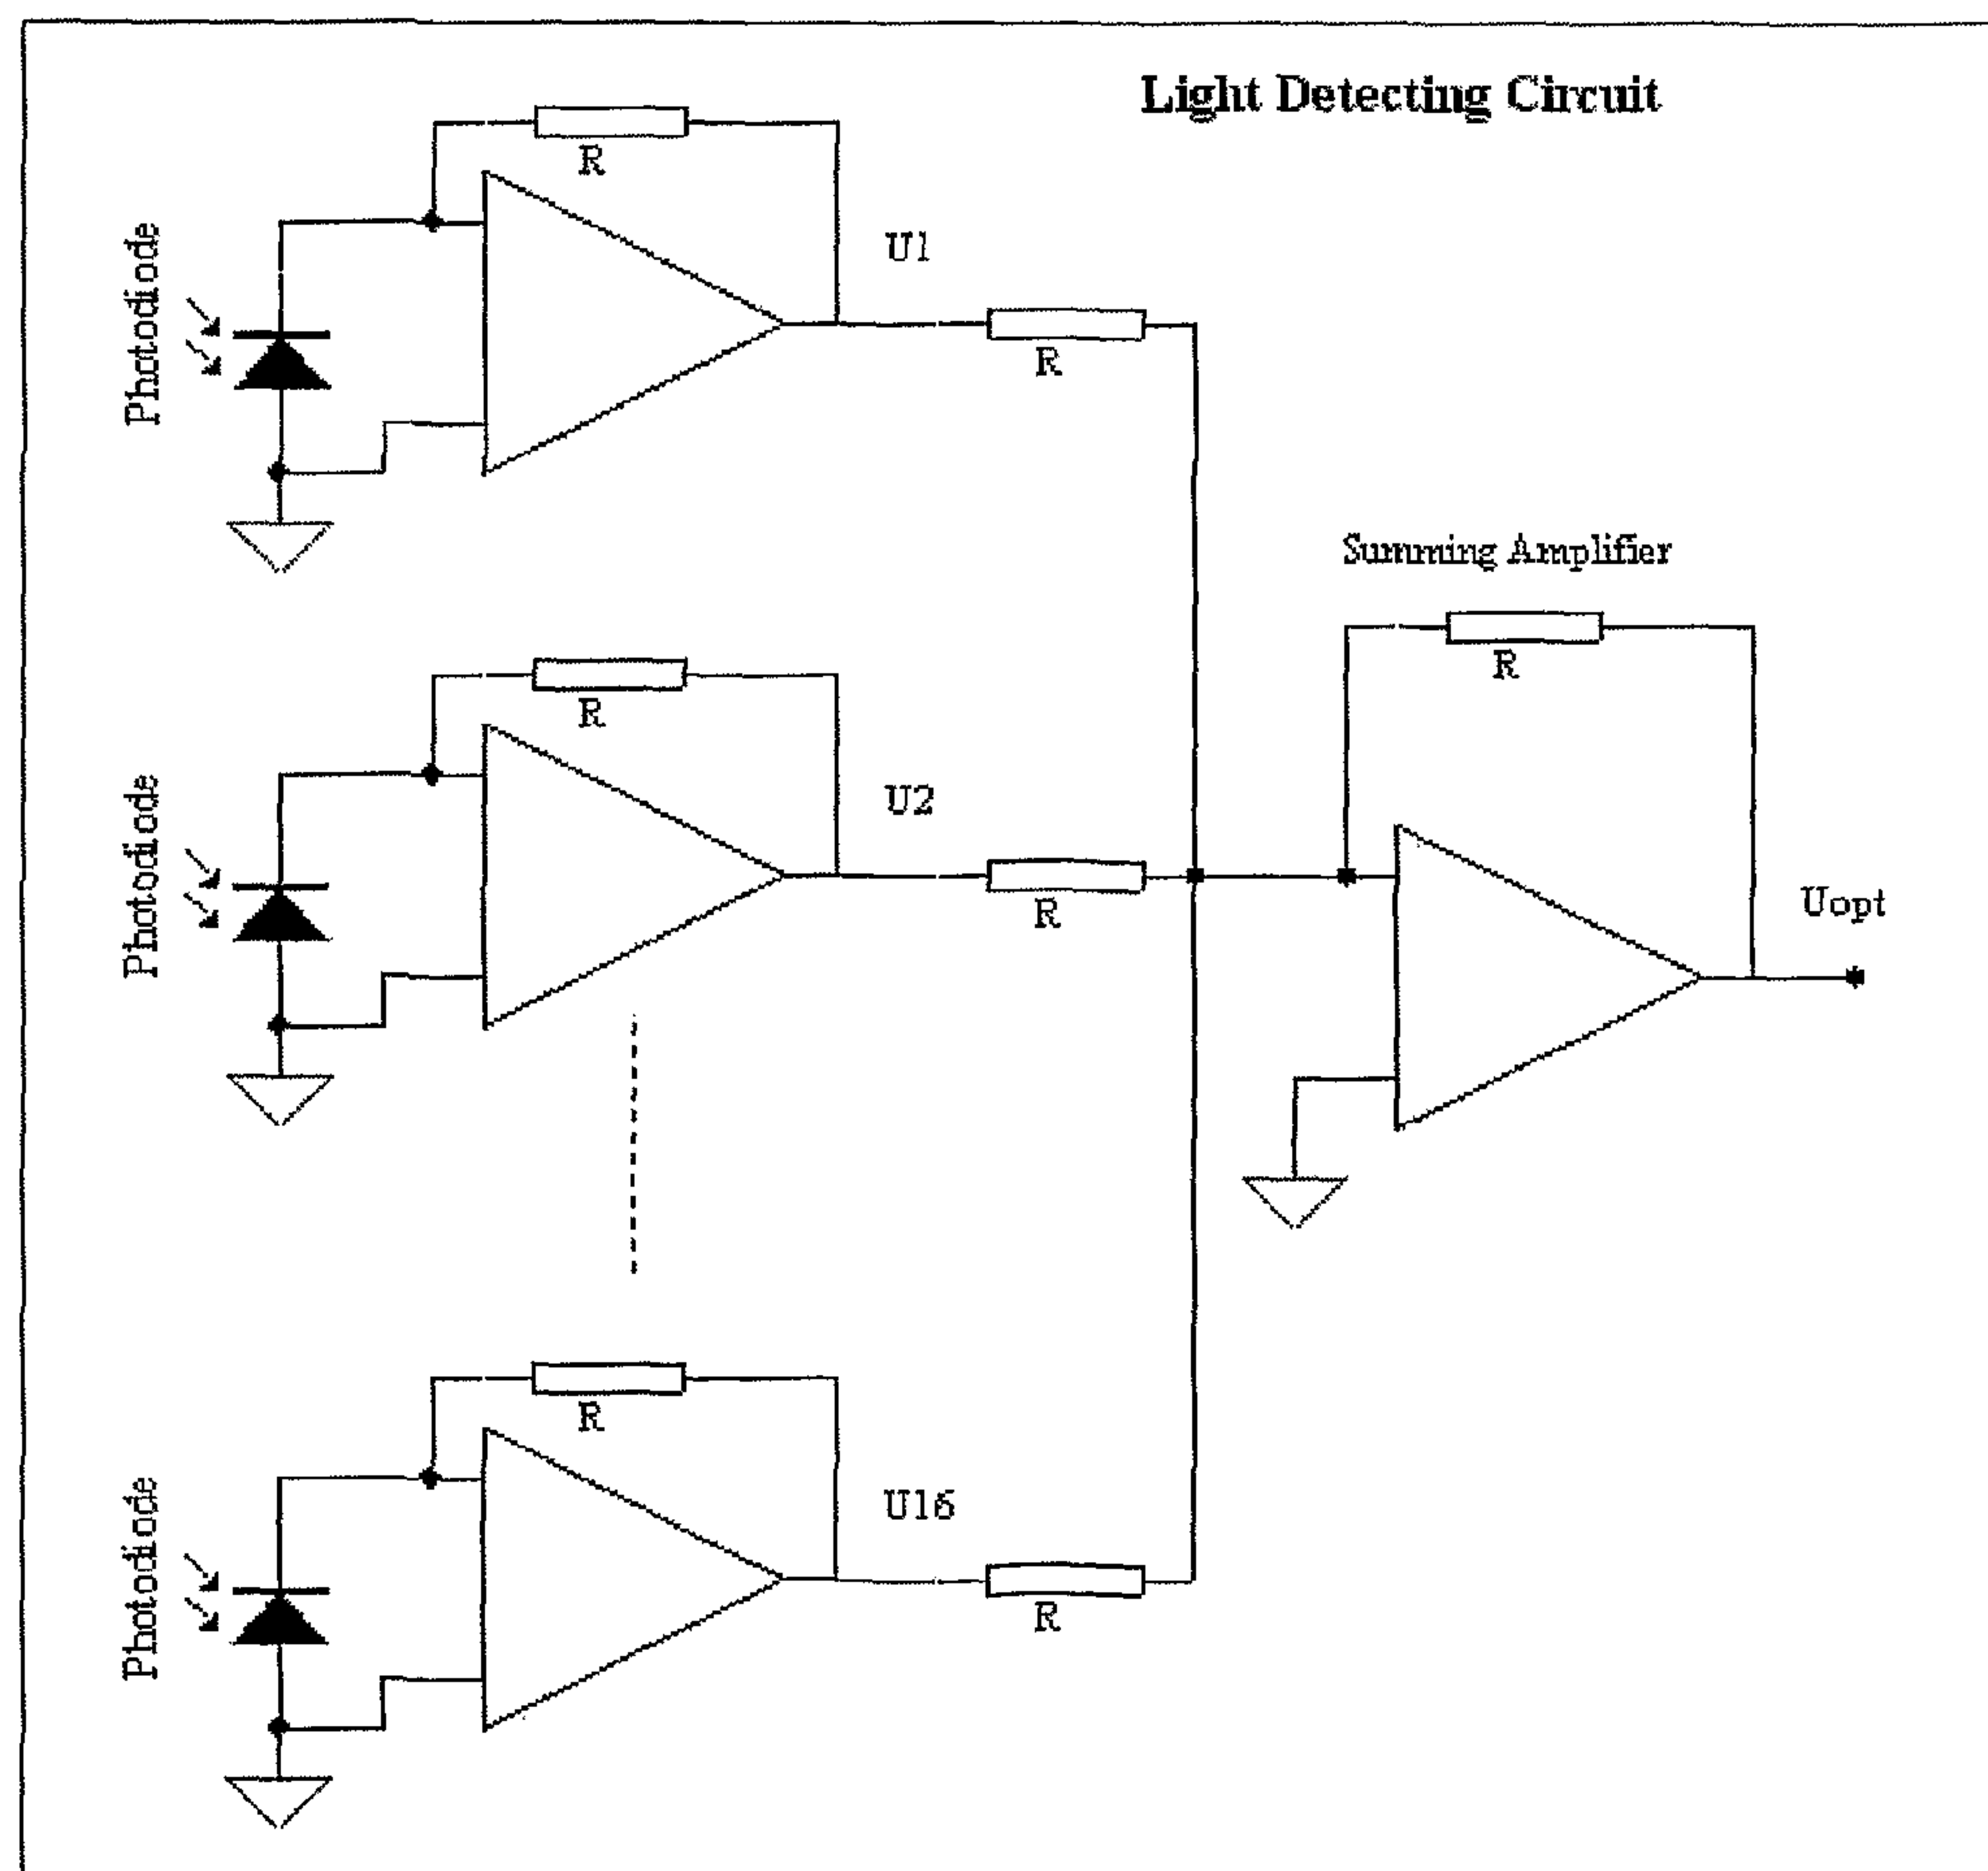 Light Detecting Circuit
R
Photodiode
U1
R
Summing Amplifier
R
R
Photodiode
U2
R
Uopt
R
Photodiode
U16
R